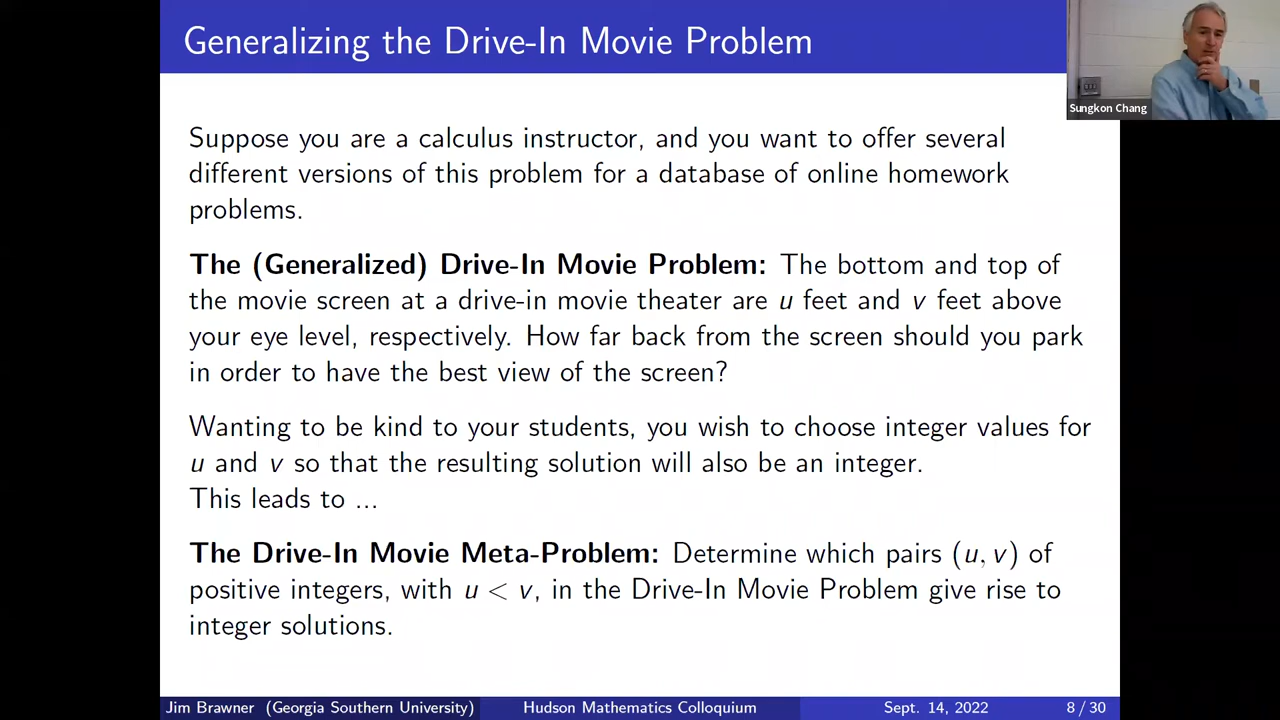 Generalizing the Drive-In Movie Problem
Sungkon Chang
Suppose you are a calculus instructor, and you want to offer several
different versions of this problem for a database of online homework
problems.
The (Generalized) Drive-In Movie Problem: The bottom and top of
the movie screen at a drive-in movie theater are u feet and v feet above
your eye level, respectively. How far back from the screen should you park
in order to have the best view of the screen?
Wanting to be kind to your students, you wish to choose integer values for
u and v so that the resulting solution will also be an integer.
This leads to ...
The Drive-In Movie Meta-Problem: Determine which pairs (u, v) of
positive integers, with u < v, in the Drive-In Movie Problem give rise to
integer solutions.
Jim Brawner (Georgia Southern University) Hudson Mathematics Colloquium Sept. 14, 2022 8 / 30